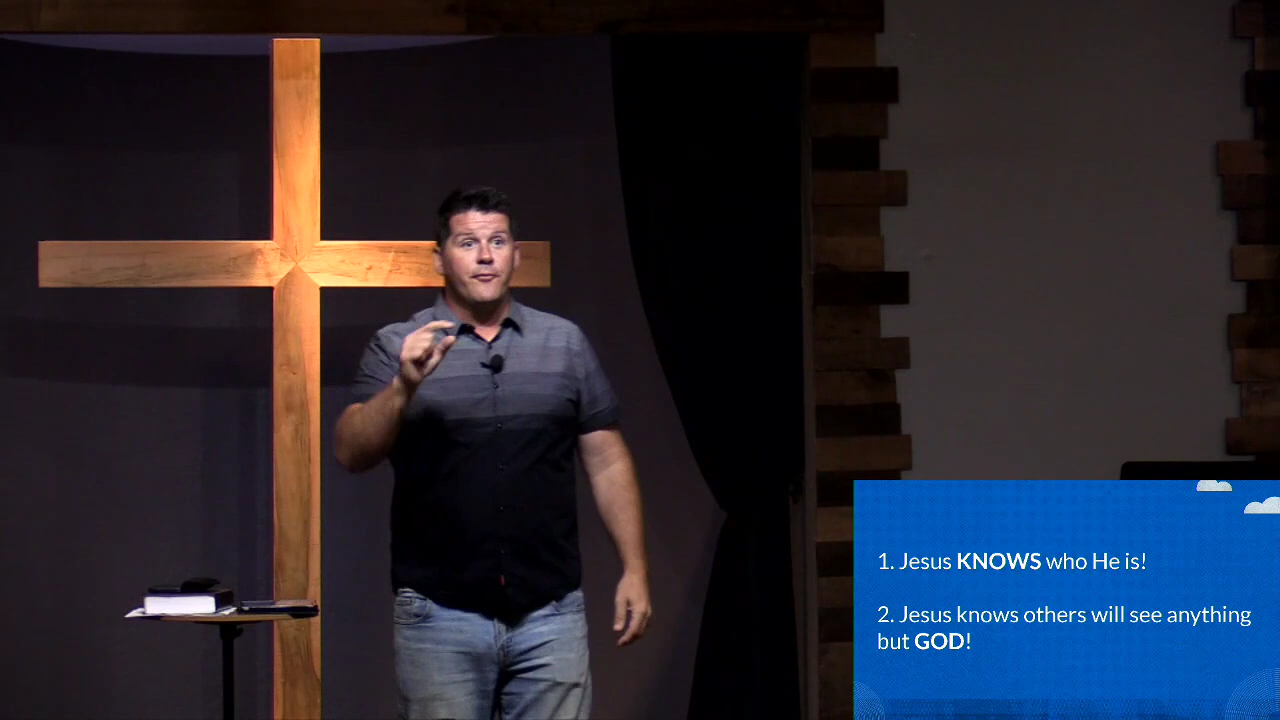 1. Jesus KNOWS who He is!
2. Jesus knows others will see anything
but GOD!